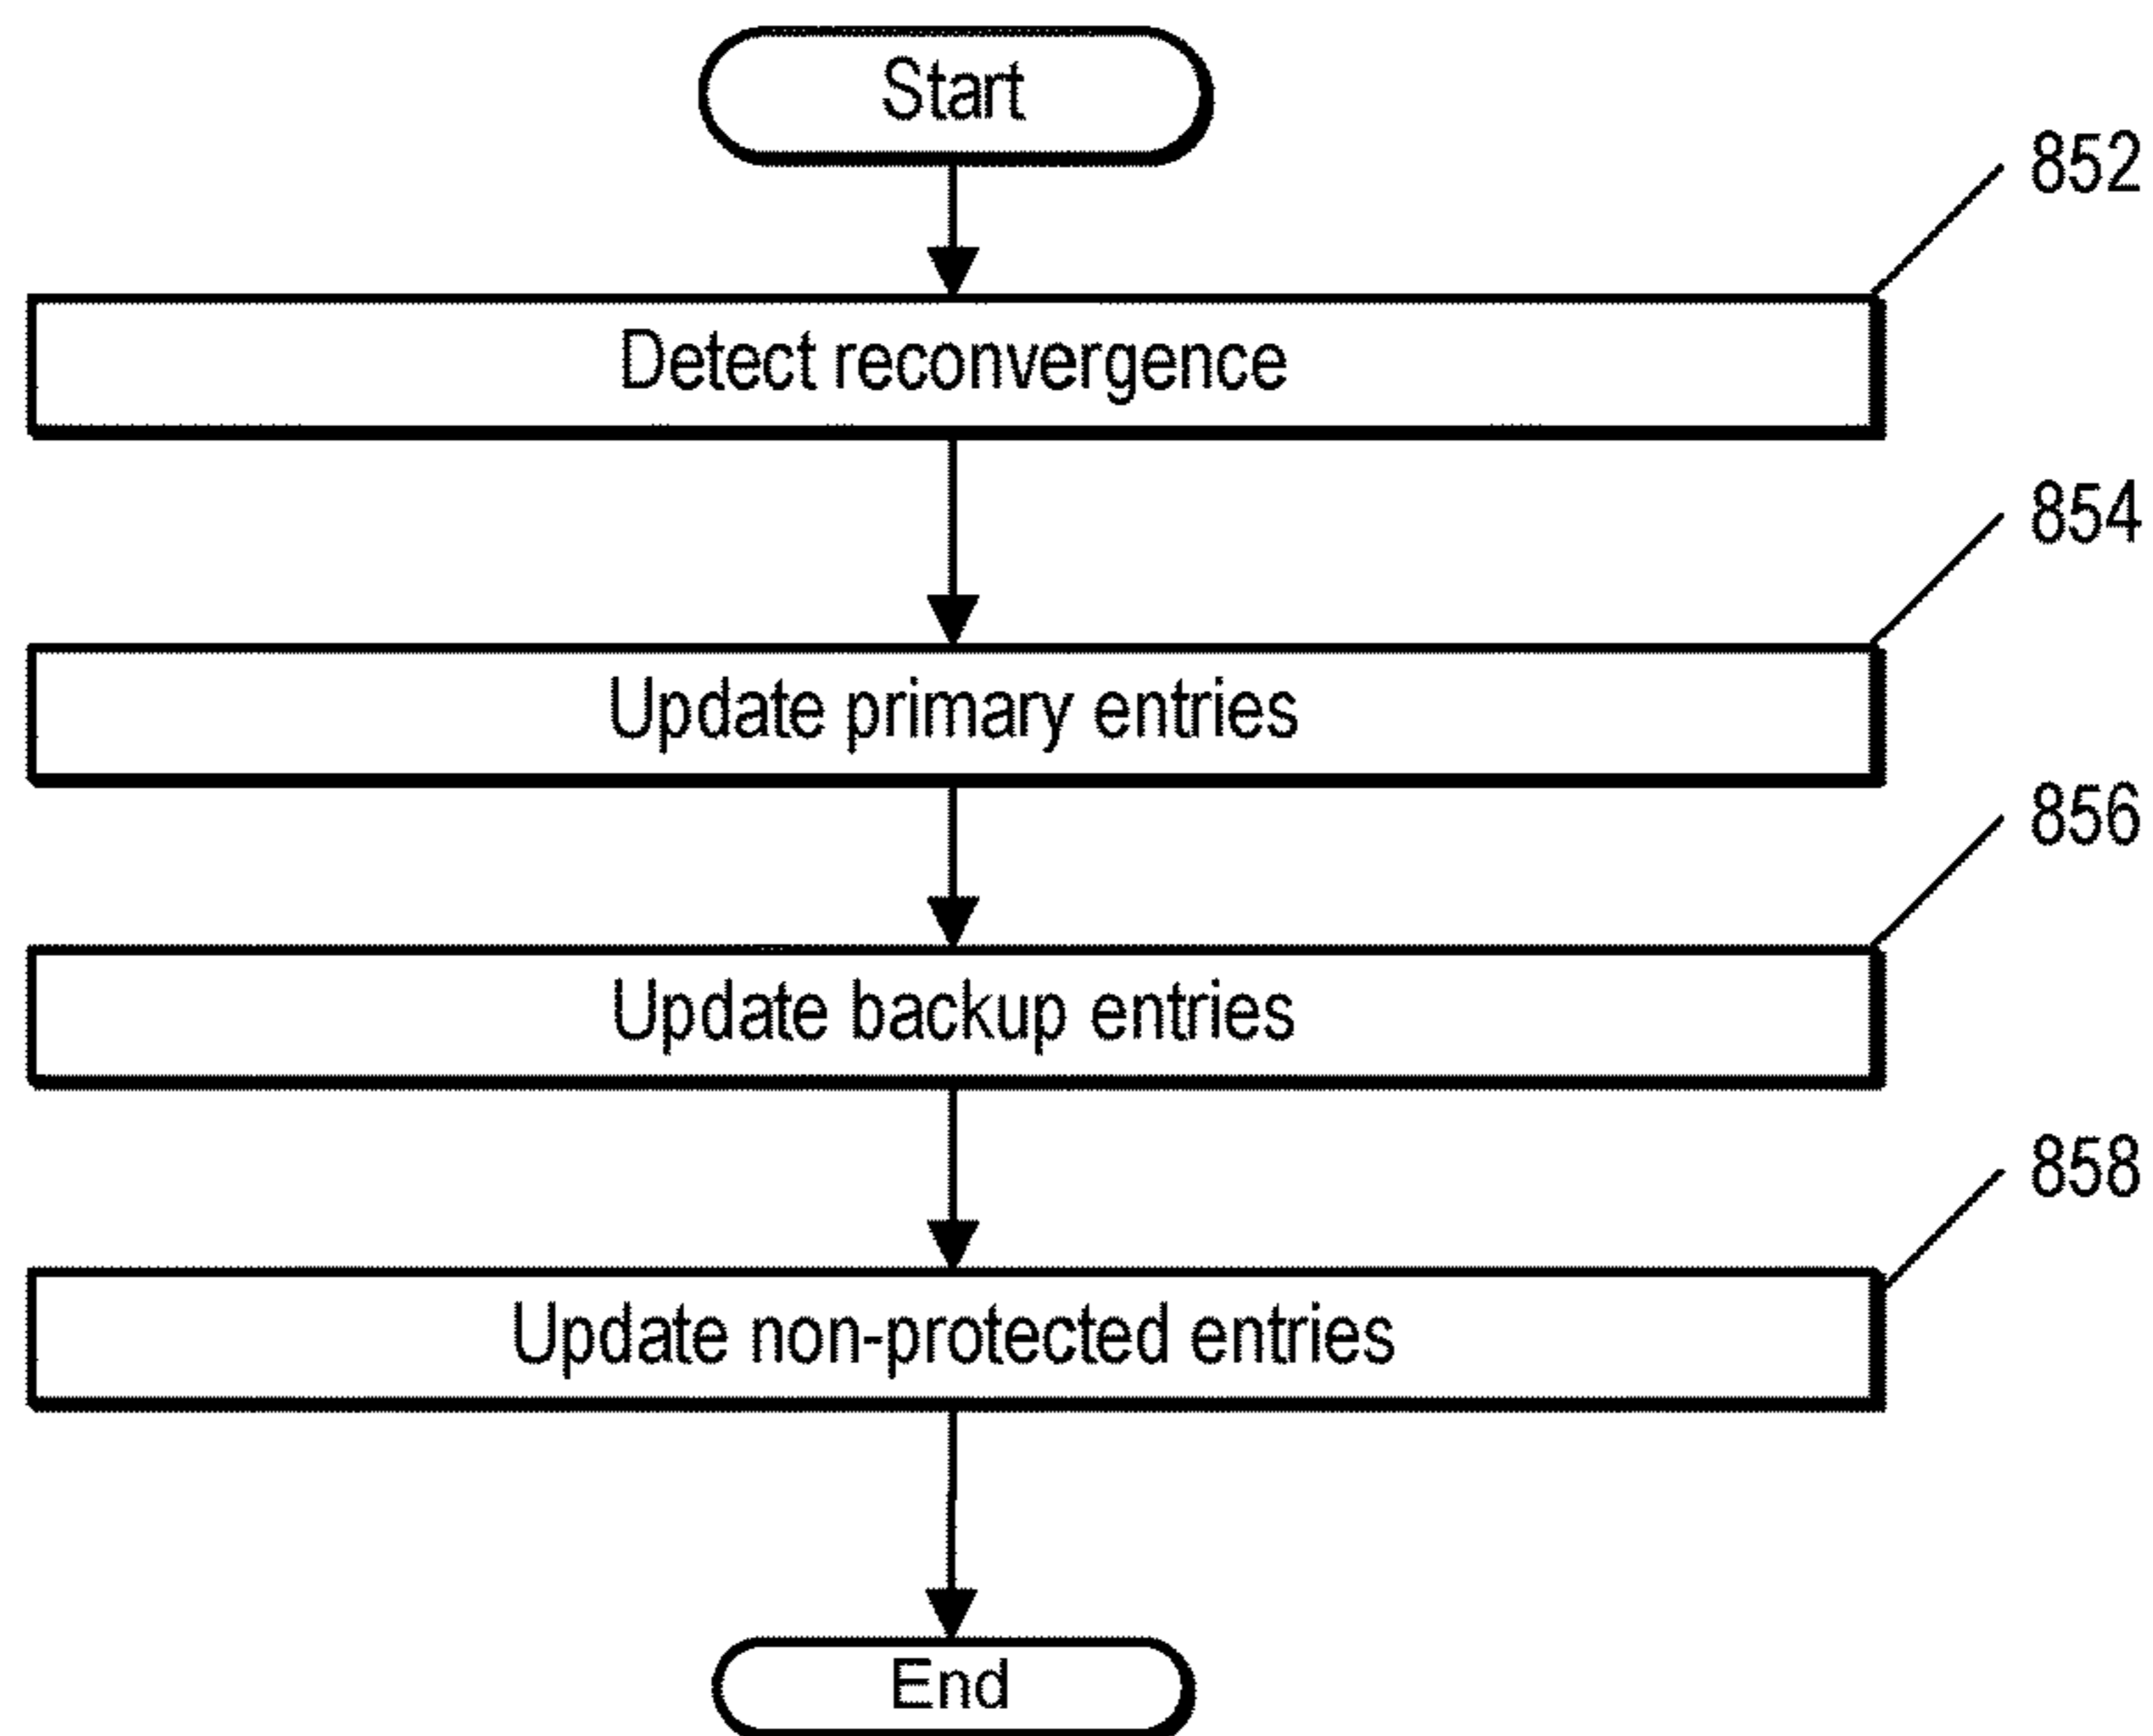 Start
852
Detect reconvergence
854
Update primary entries
856
Update backup entries
858
Update non-protected entries
End